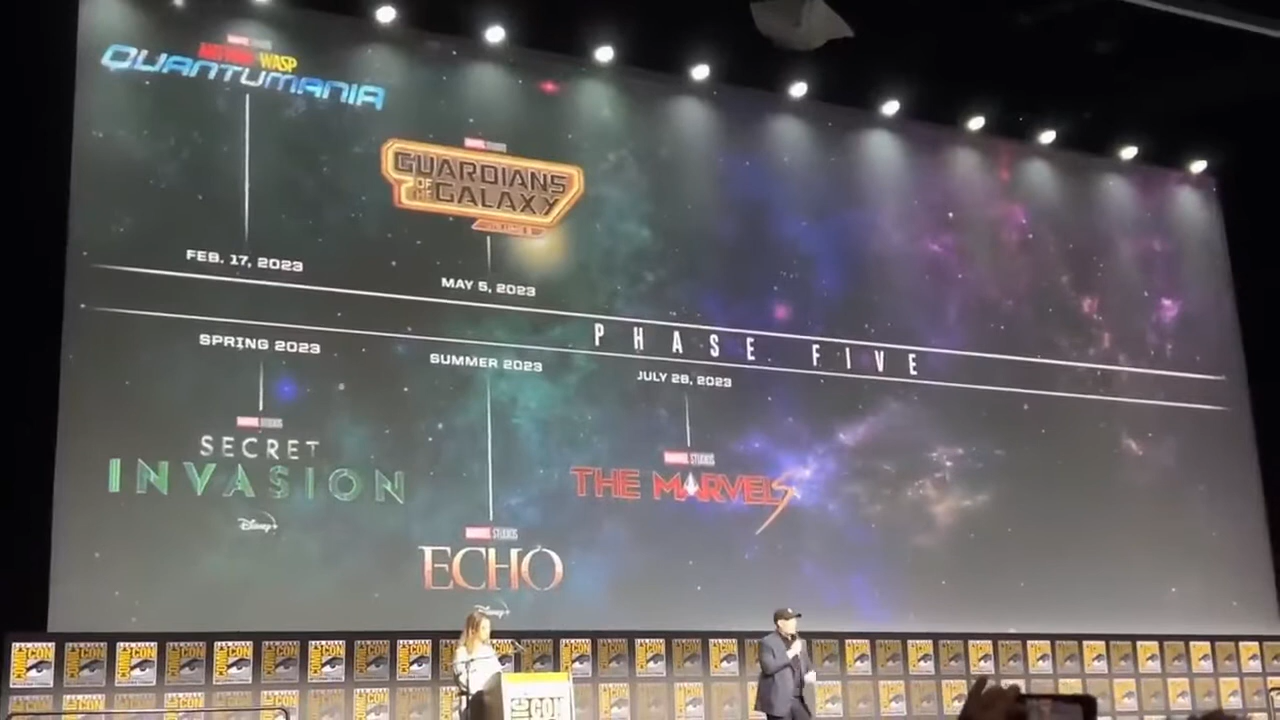 MARVEL STUDIOS
ANT-MAN WASP
QUANTUMANIA
MARVEL STUDIOS
GUARDIANS
OF THE
GALAXY
FEB. 17, 2023
MAY 5, 2023
PHASE FIVE
SPRING 2023
SUMMER 2023
JULY 28, 2023
MARVEL STUDIOS
SECRET
INVASION
Disney+
MARVEL STUDIOS
THE MARVELS
MARVEL STUDIOS
ECHO
Disney+
COMIC CON